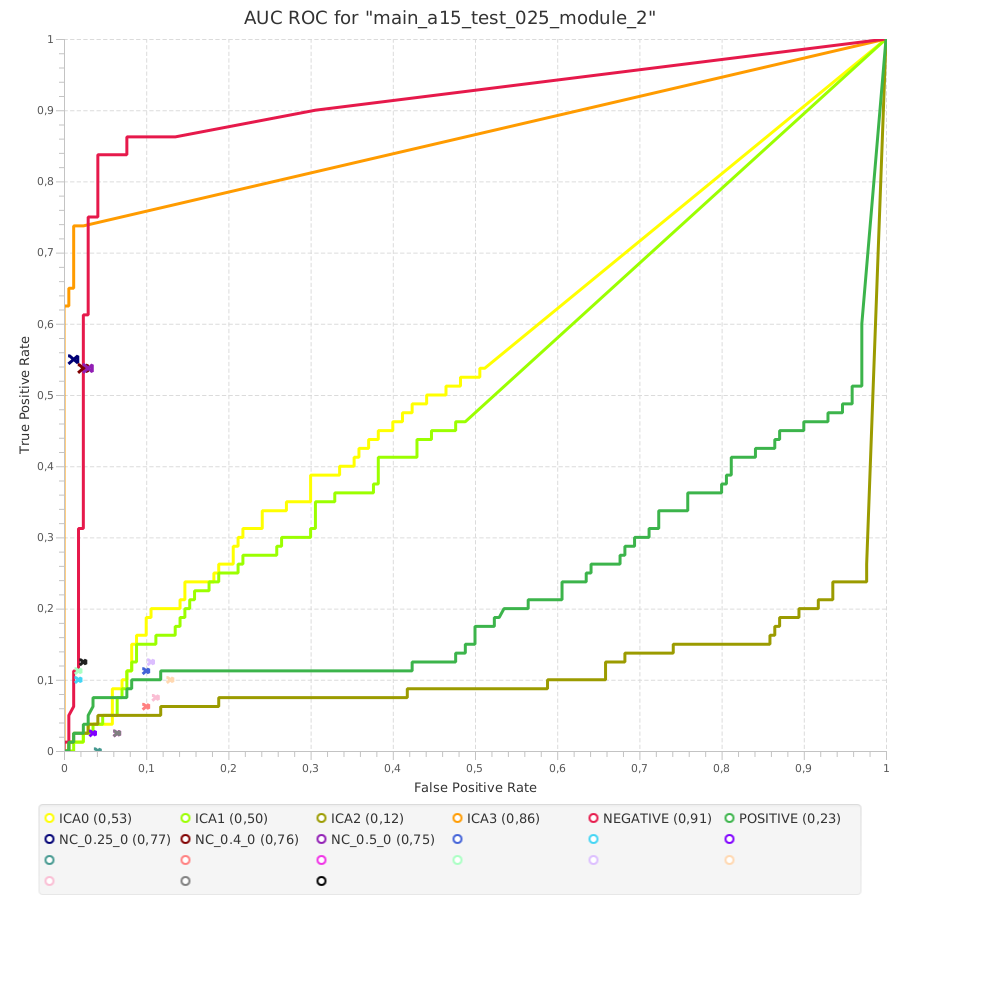 AUC ROC for "main_a15_test_025_module_2"
True Positive Rate
1
0,9
0,8
0,7
0,6
0,5
0,4
0,3
0,2
0,1
0
0 0,1 0,2 0,3 0,4 0,5 0,6 0,7 0,8 0,9 1
False Positive Rate
ICA0 (0,53) ICA1 (0,50) ICA2 (0,12) ICA3 (0,86) NEGATIVE (0,91) POSITIVE (0,23)
NC_0.25_0 (0,77) NC_0.4_0 (0,76) NC_0.5_0 (0,75)